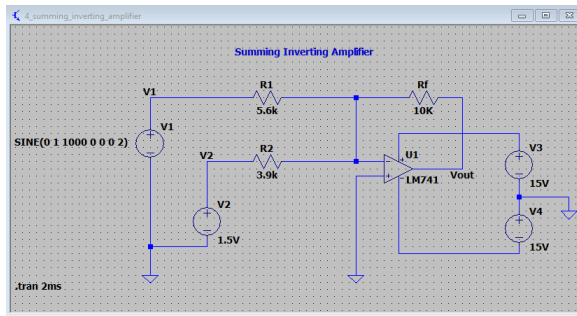 4_summing_inverting_amplifier
Summing Inverting Amplifier
V1
R1
5.6k
Rf
10K
SINE(0 1 1000 0 0 0 2)
V1
V2
R2
3.9k
U1
LM741
Vout
V3
15V
V2
1.5V
V4
15V
.tran 2ms